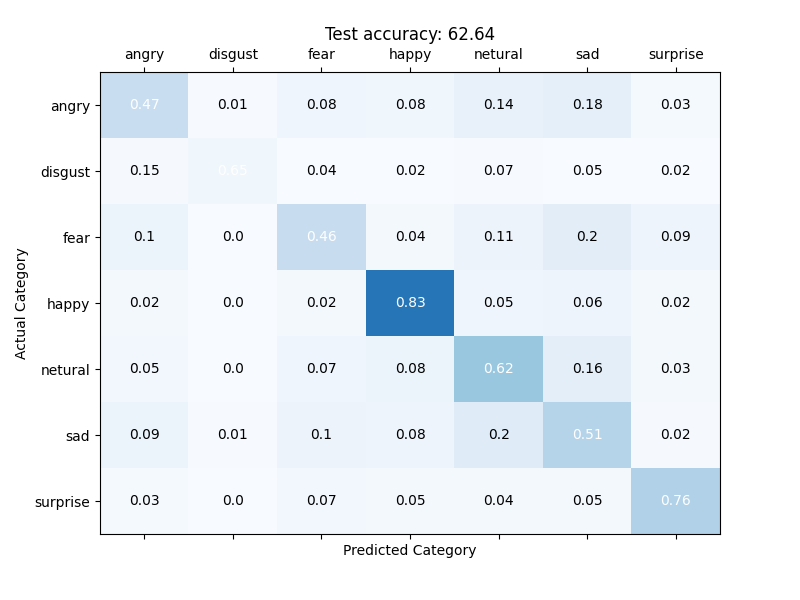 Test accuracy: 62.64
angry disgust fear happy netural sad surprise
angry 0.47 0.01 0.08 0.08 0.14 0.18 0.03
disgust 0.15 0.65 0.04 0.02 0.07 0.05 0.02
fear 0.1 0.0 0.46 0.04 0.11 0.2 0.09
happy 0.02 0.0 0.02 0.83 0.05 0.06 0.02
netural 0.05 0.0 0.07 0.08 0.62 0.16 0.03
sad 0.09 0.01 0.1 0.08 0.2 0.51 0.02
surprise 0.03 0.0 0.07 0.05 0.04 0.05 0.76
Actual Category
Predicted Category